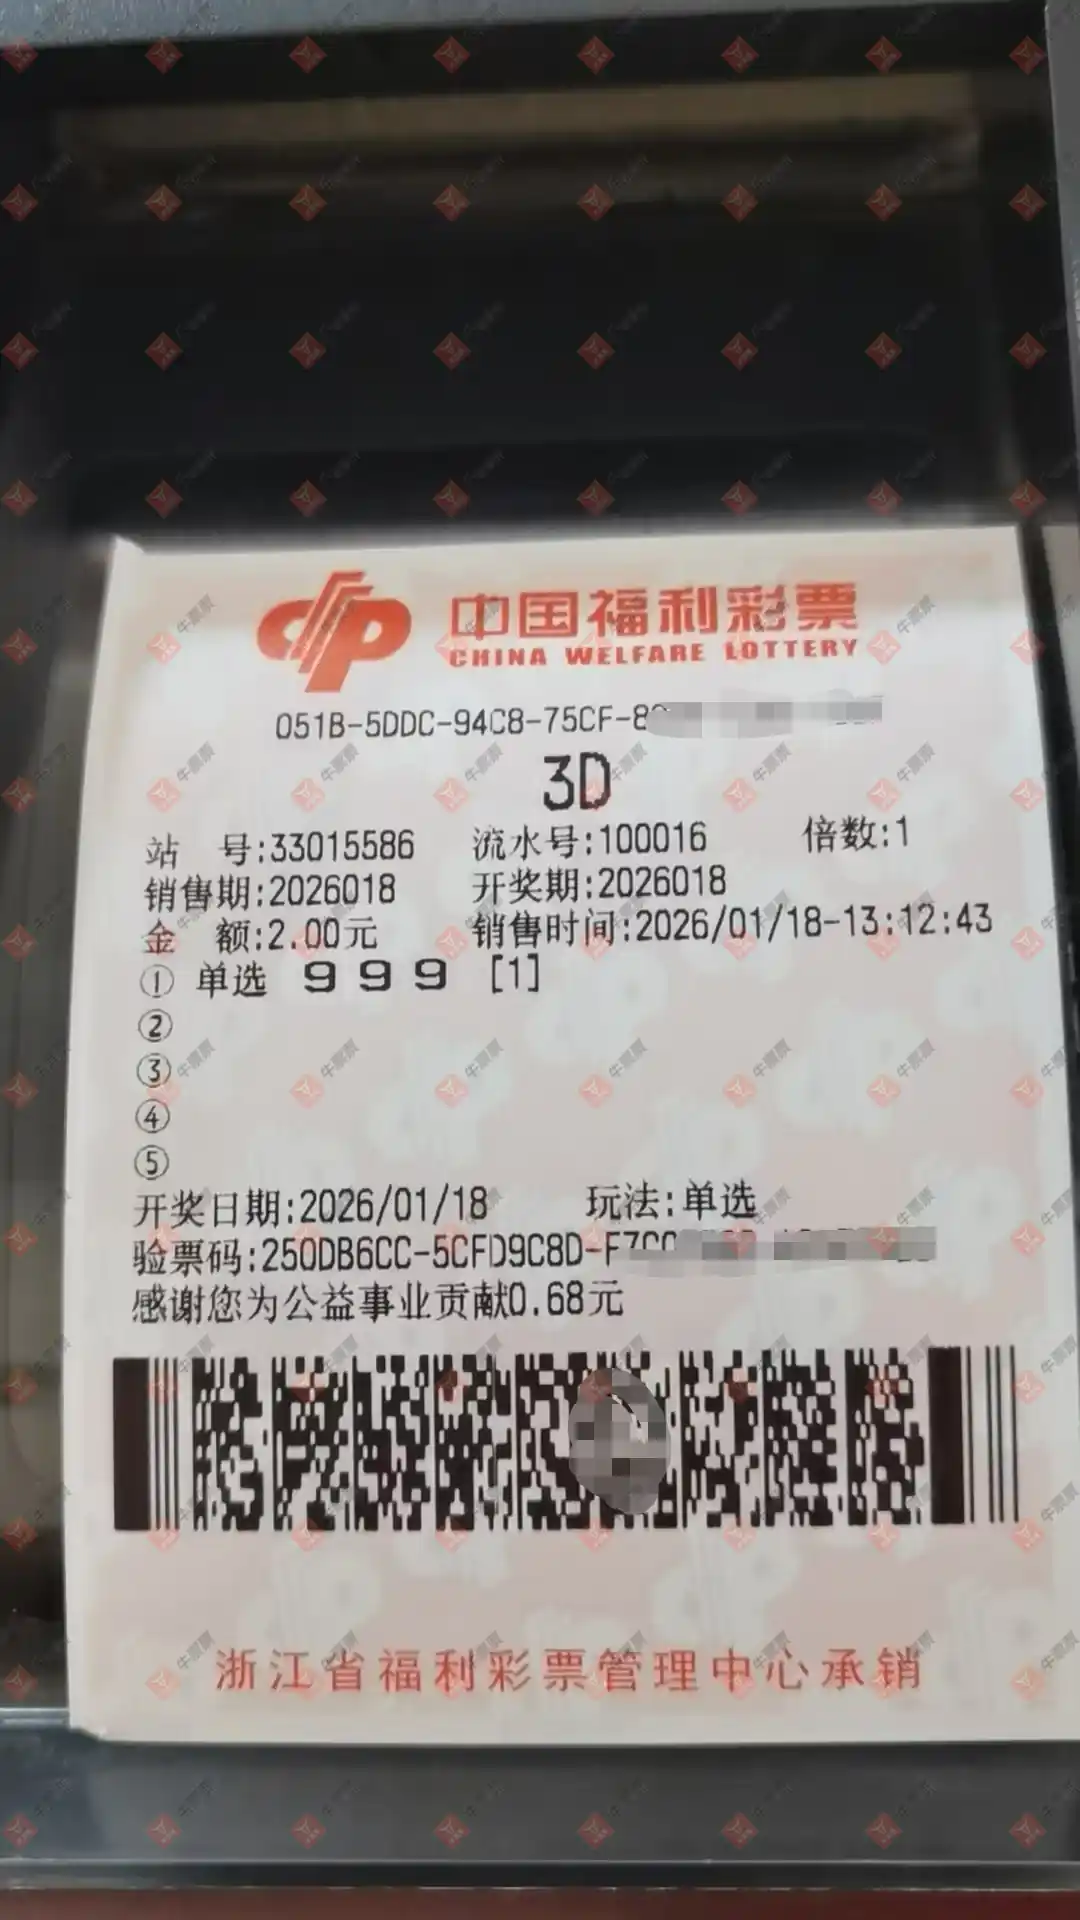 中国福利彩票
CHINA WELFARE LOTTERY
051B-5DDC-94C8-75CF-8
3D
站 号:33015586 流水号:100016 倍数:1
销售期:2026018 开奖期:2026018
金 额:2.00元 销售时间:2026/01/18-13:12:43
① 单选 9 9 9 [1]
②
③
④
⑤
开奖日期:2026/01/18 玩法:单选
验票码:250DB6CC-5CFD9C8D-F7C0
感谢您为公益事业贡献0.68元
浙江省福利彩票管理中心承销
牛票票